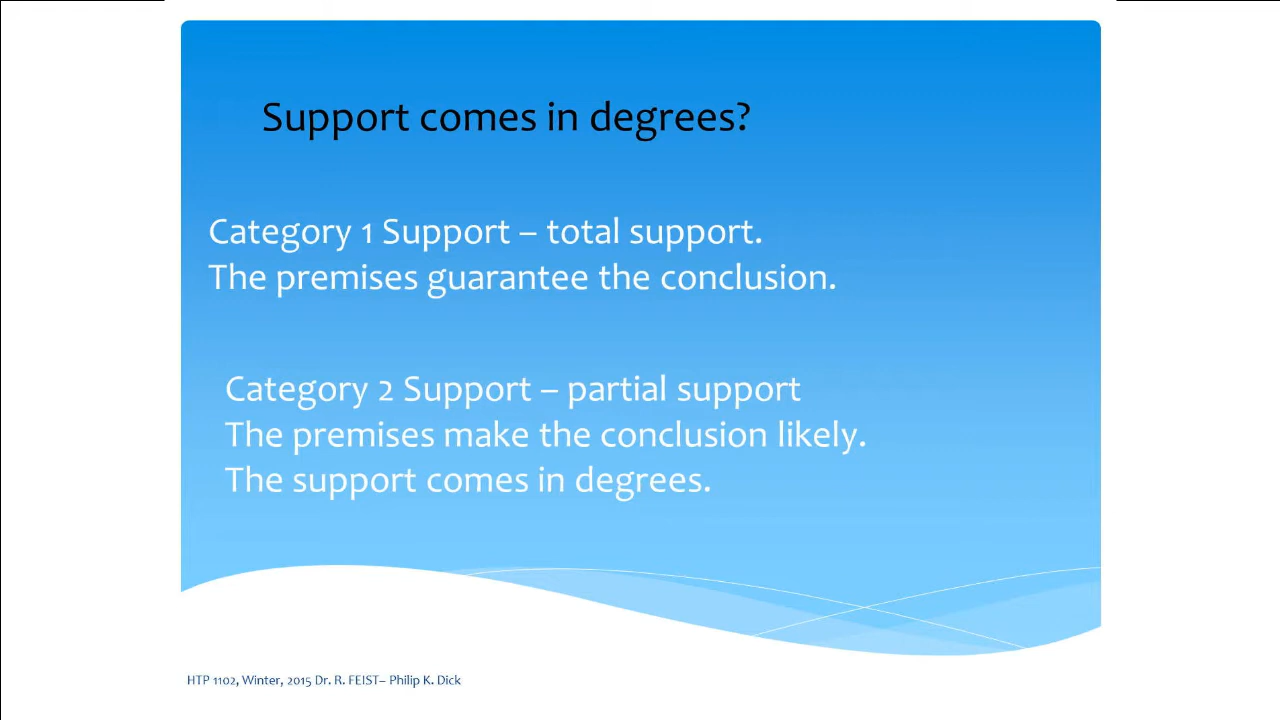 Support comes in degrees?
Category 1 Support – total support.
The premises guarantee the conclusion.
Category 2 Support – partial support
The premises make the conclusion likely.
The support comes in degrees.
HTP 1102, Winter, 2015 Dr. R. FEIST– Philip K. Dick